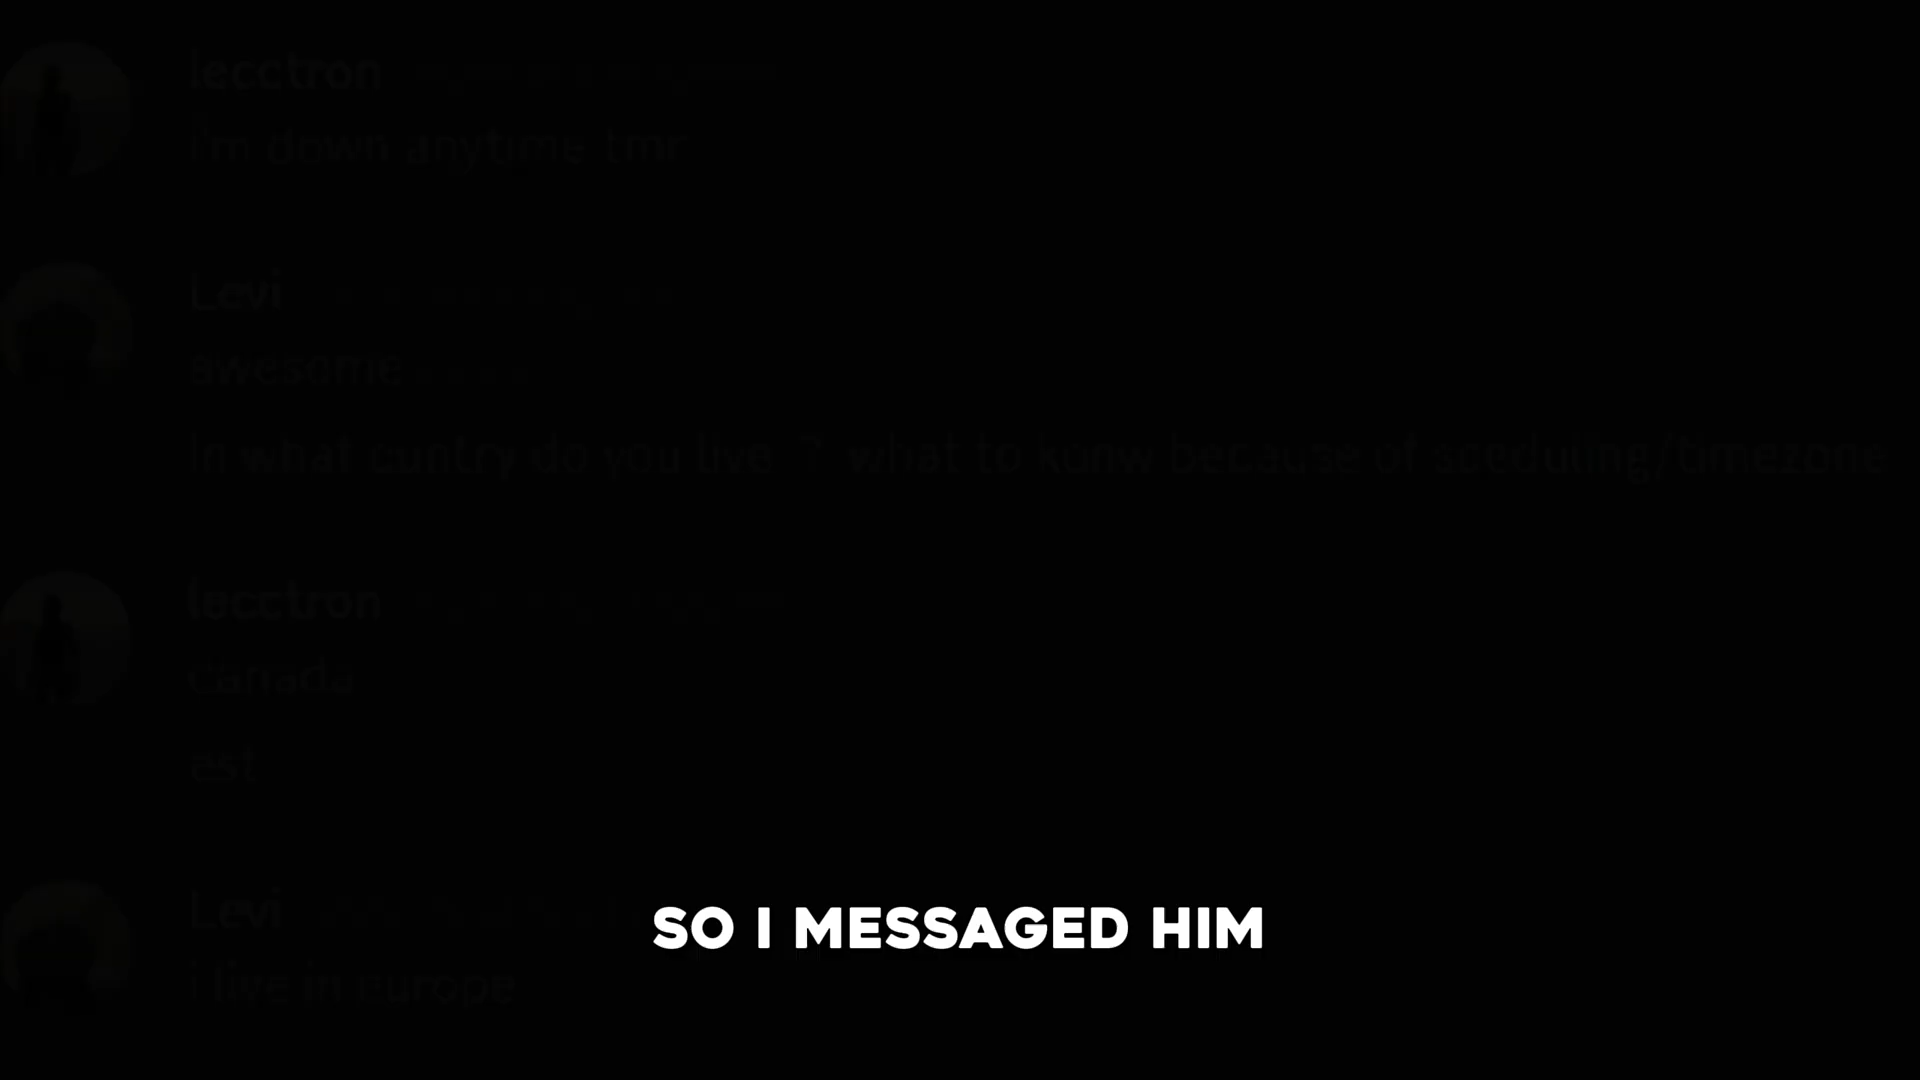 lecctron
i'm down anytime tmr
Levi
awesome
in what cuntry do you live ? what to konw because of sceduling/timezone
lecctron
Canada
est
Levi
SO I MESSAGED HIM
i live in europe